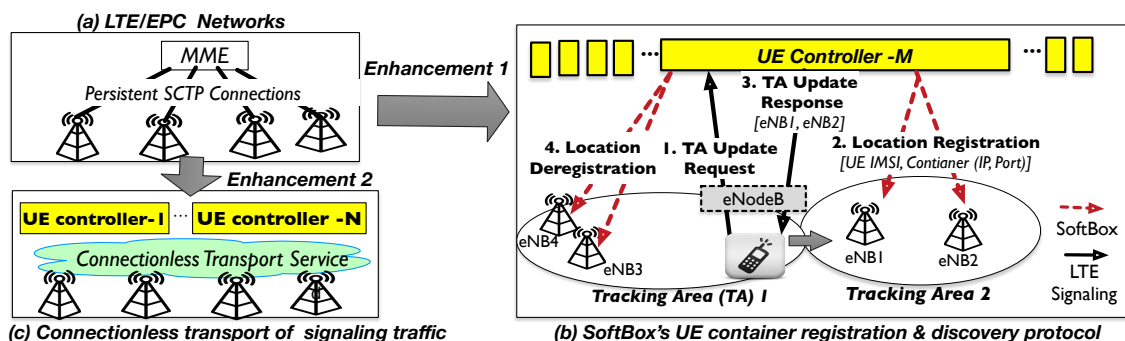 (a) LTE/EPC Networks
MME
Persistent SCTP Connections
Enhancement 1
Enhancement 2
UE controller-1 ... UE controller -N
Connectionless Transport Service
d
(c) Connectionless transport of signaling traffic
... UE Controller -M ...
3. TA Update
Response
[eNB1, eNB2]
4. Location
Deregistration
1. TA Update
Request
2. Location Registration
[UE IMSI, Contianer (IP, Port)]
eNodeB
eNB4
eNB3
eNB1
eNB2
Tracking Area (TA) 1
Tracking Area 2
SoftBox
LTE
Signaling
(b) SoftBox's UE container registration & discovery protocol